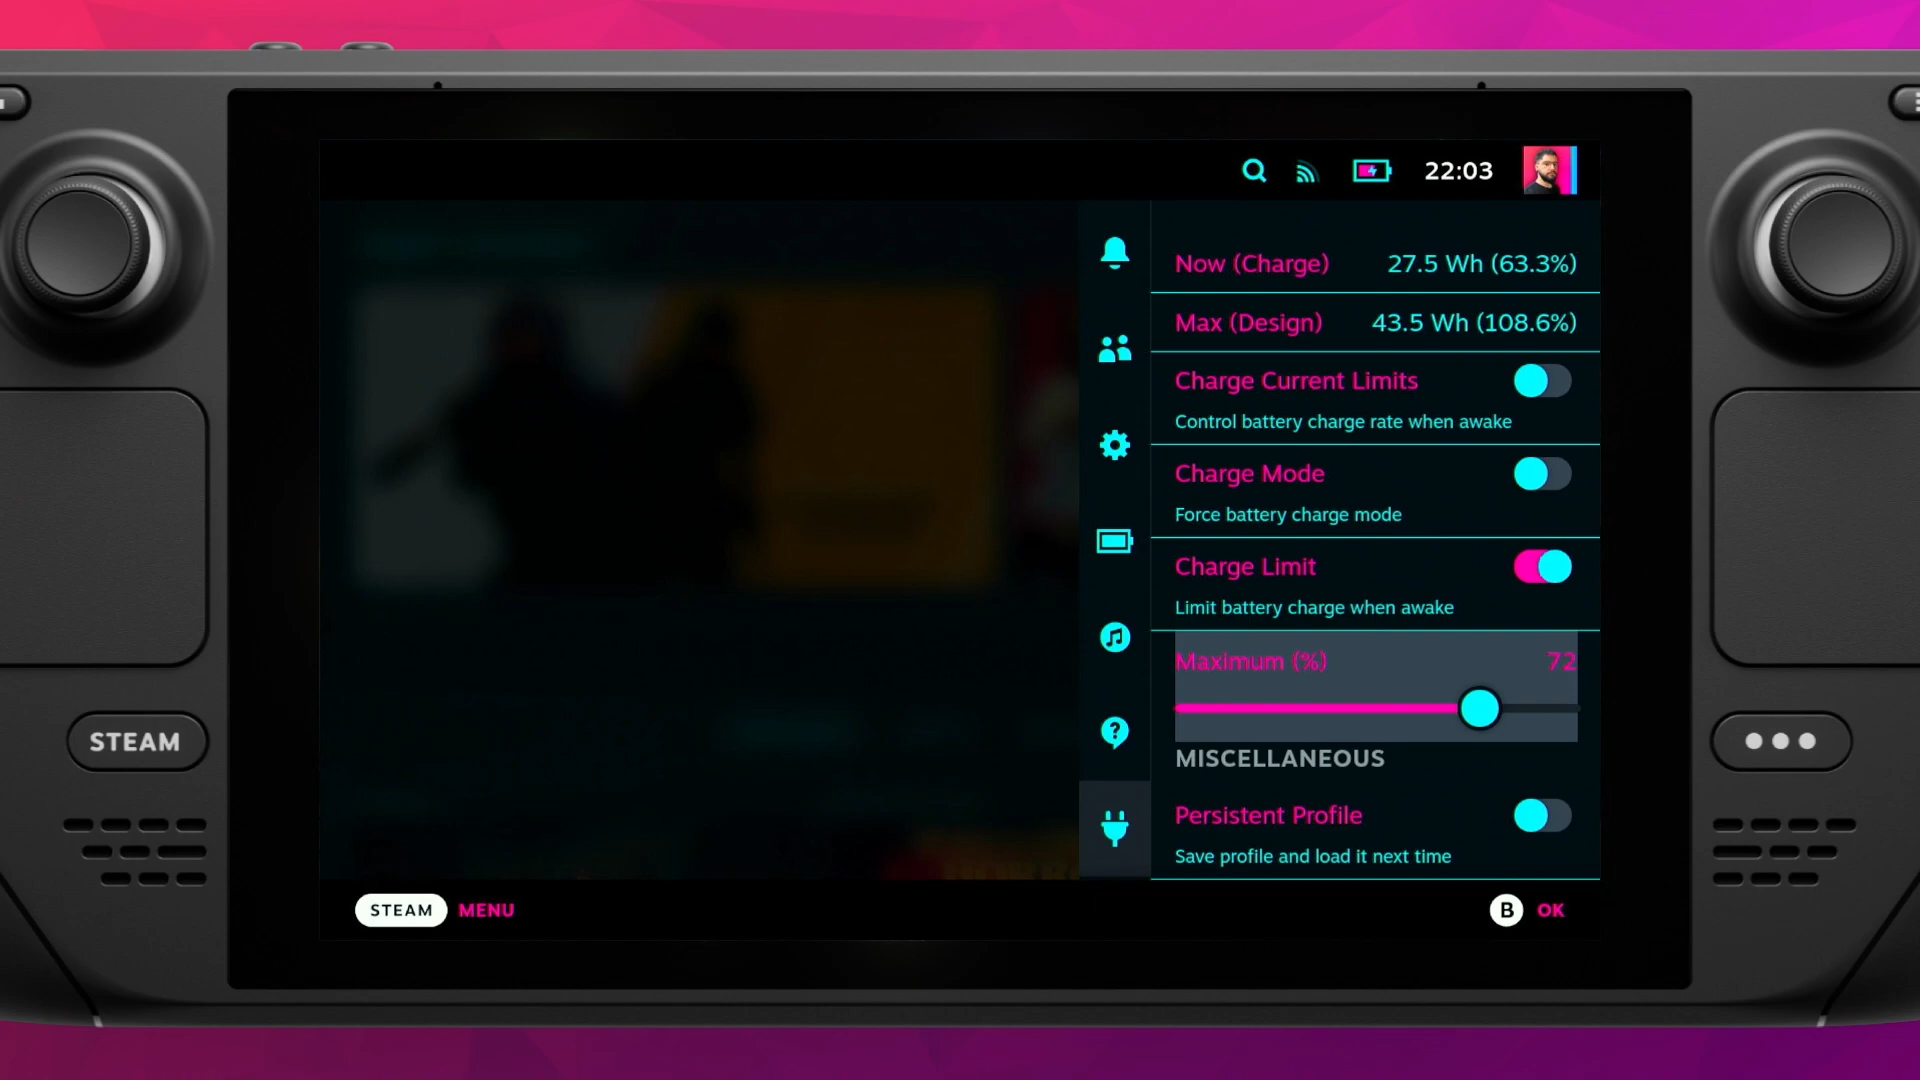 22:03
Now (Charge) 27.5 Wh (63.3%)
Max (Design) 43.5 Wh (108.6%)
Charge Current Limits
Control battery charge rate when awake
Charge Mode
Force battery charge mode
Charge Limit
Limit battery charge when awake
Maximum (%) 72
MISCELLANEOUS
Persistent Profile
Save profile and load it next time
STEAM
STEAM MENU
B OK